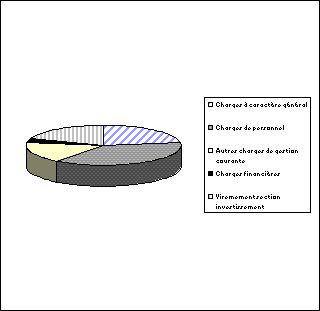 Charges à caractère général
Charges de personnel
Autres charges de gestion
courante
Charges financières
Virement section
investissement